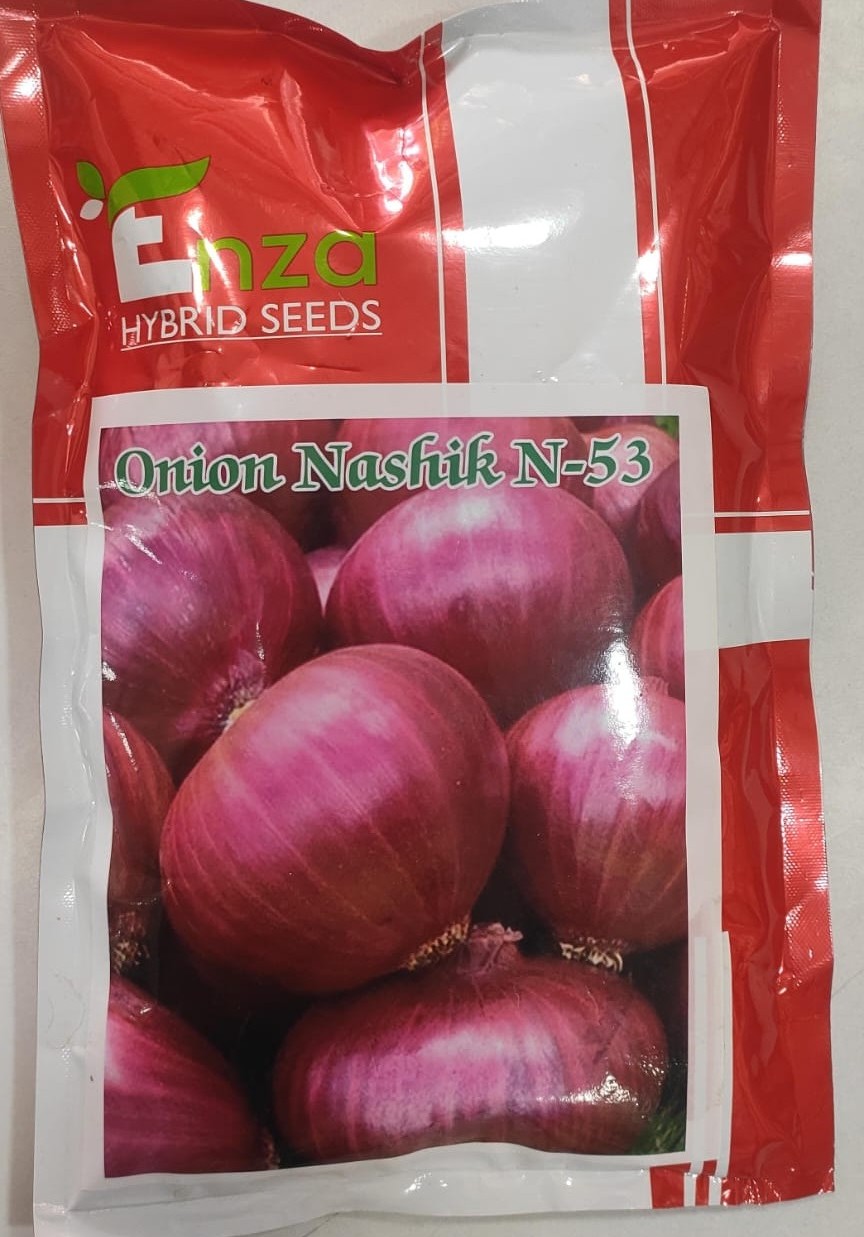 Enza
HYBRID SEEDS
Onion Nashik N-53